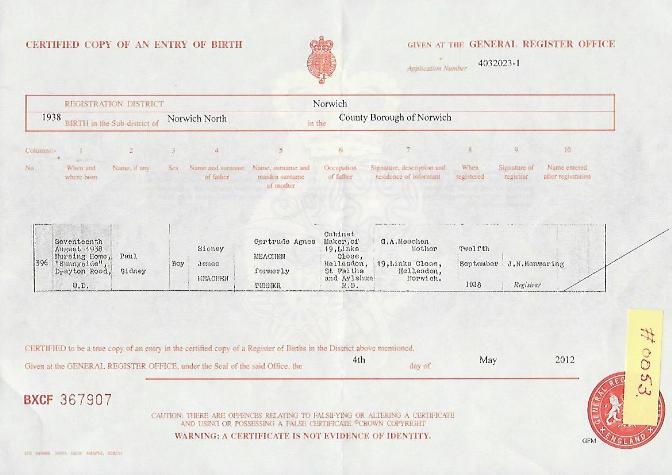 CERTIFIED COPY OF AN ENTRY OF BIRTH
GIVEN AT THE GENERAL REGISTER OFFICE
Application Number 4032023-1
REGISTRATION DISTRICT Norwich
1938 BIRTH in the Sub-district of Norwich North in the County Borough of Norwich
Columns:- 1 2 3 4 5 6 7 8 9 10
No. When and where born Name, if any Sex Name and surname of father Name, surname and maiden surname of mother Occupation of father Signature, description and residence of informant When registered Signature of registrar Name entered after registration
396 Seventeenth August 1938 Nursing Home, "Sunnyside", Drayton Road, U.D. Paul Sidney Boy Sidney James MEACHEN Gertrude Agnes MEACHEN formerly Cabinet Maker, of 19, Links Close, Hellesdon, St Faiths and Aylsham R.D. G.A. Meachen Mother 19, Links Close, Hellesdon, Norwich. Twelfth September 1938 Registrar
CERTIFIED to be a true copy of an entry in the certified copy of a Register of Births in the District above mentioned.
Given at the GENERAL REGISTER OFFICE, under the Seal of the said Office, the 4th day of May 2012
BXCF 367907
CAUTION: THERE ARE OFFENCES RELATING TO FALSIFYING OR ALTERING A CERTIFICATE
AND USING OR POSSESSING A FALSE CERTIFICATE ©CROWN COPYRIGHT
WARNING: A CERTIFICATE IS NOT EVIDENCE OF IDENTITY.
#0053
GENERAL
ENGLAND